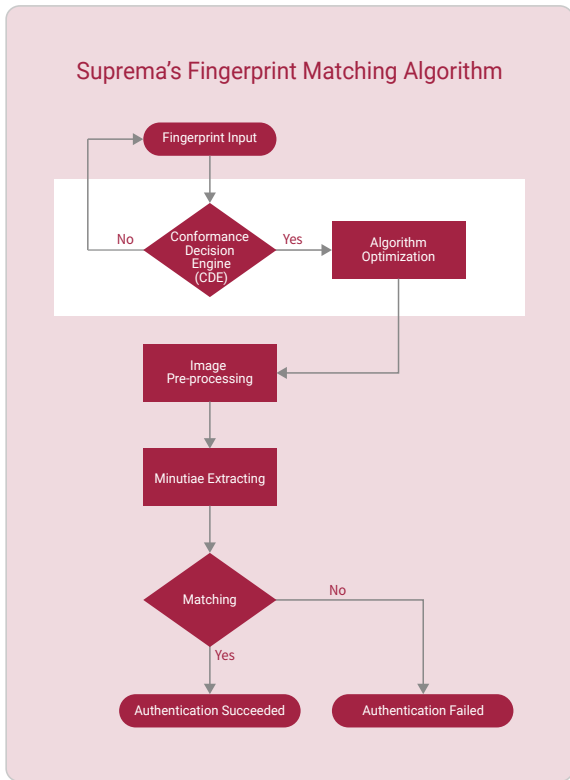 Suprema’s Fingerprint Matching Algorithm
Fingerprint Input
No
Conformance
Decision
Engine
(CDE)
Yes
Algorithm
Optimization
Image
Pre-processing
Minutiae Extracting
Matching
No
Yes
Authentication Succeeded
Authentication Failed